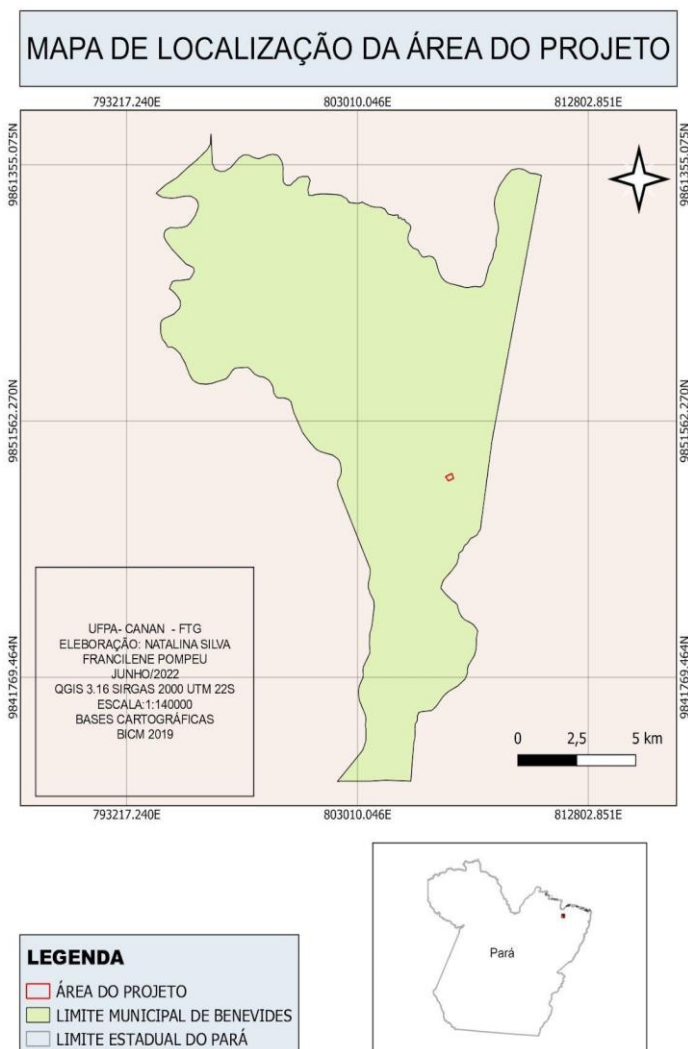 MAPA DE LOCALIZAÇÃO DA ÁREA DO PROJETO
793217.240E
803010.046E
812802.851E
9861355.075N
9861355.075N
9851562.270N
9851562.270N
9841769.464N
9841769.464N
UFPA- CANAN - FTG
ELEBORAÇÃO: NATALINA SILVA
FRANCILENE POMPEU
JUNHO/2022
QGIS 3.16 SIRGAS 2000 UTM 22S
ESCALA:1:140000
BASES CARTOGRÁFICAS
BICM 2019
0 2,5 5 km
793217.240E
803010.046E
812802.851E
Pará
LEGENDA
ÁREA DO PROJETO
LIMITE MUNICIPAL DE BENEVIDES
LIMITE ESTADUAL DO PARÁ